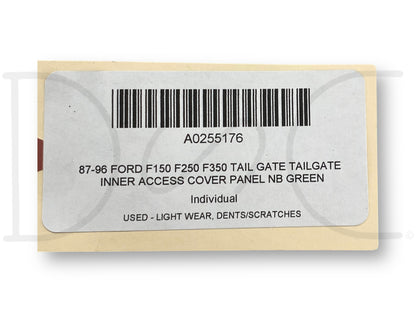 A0255176
87-96 FORD F150 F250 F350 TAIL GATE TAILGATE
INNER ACCESS COVER PANEL NB GREEN
Individual
USED - LIGHT WEAR, DENTS/SCRATCHES